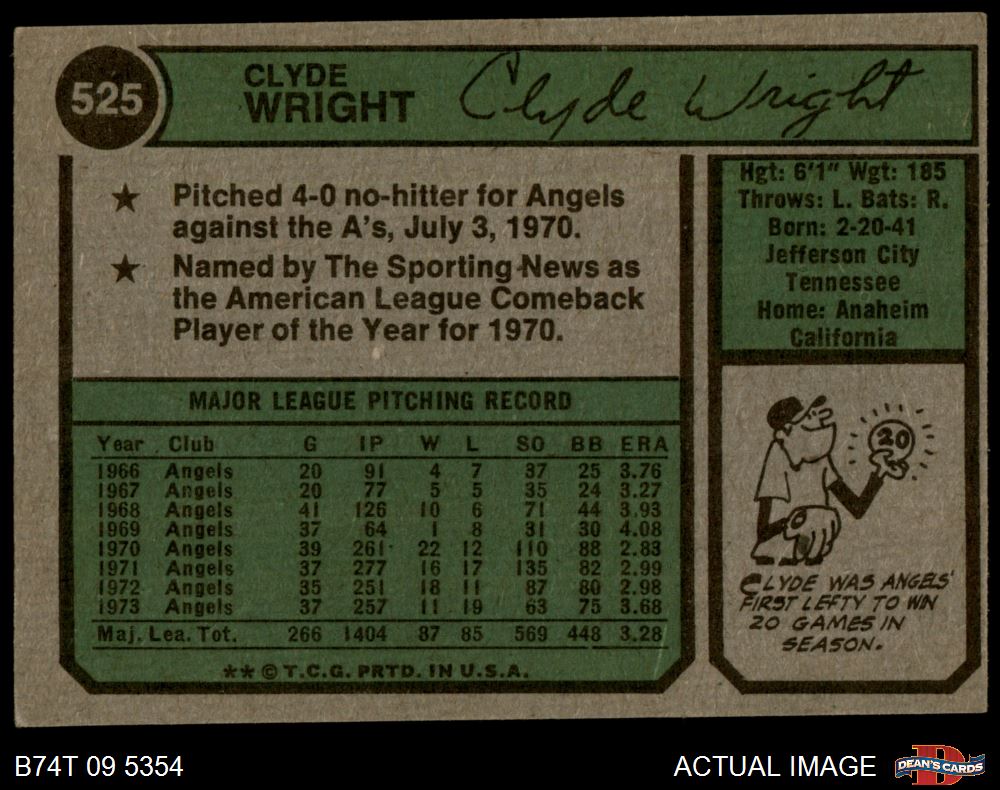 525
CLYDE
WRIGHT
Clyde Wright
★ Pitched 4-0 no-hitter for Angels
against the A's, July 3, 1970.
★ Named by The Sporting News as
the American League Comeback
Player of the Year for 1970.
Hgt: 6'1" Wgt: 185
Throws: L. Bats: R.
Born: 2-20-41
Jefferson City
Tennessee
Home: Anaheim
California
MAJOR LEAGUE PITCHING RECORD
Year Club G IP W L SO BB ERA
1966 Angels 20 91 4 7 37 25 3.76
1967 Angels 20 77 5 5 35 24 3.27
1968 Angels 41 126 10 6 71 44 3.93
1969 Angels 37 64 1 8 31 30 4.08
1970 Angels 39 261 22 12 110 88 2.83
1971 Angels 37 277 16 17 135 82 2.99
1972 Angels 35 251 18 11 87 80 2.98
1973 Angels 37 257 11 19 63 75 3.68
Maj. Lea. Tot. 266 1404 87 85 569 448 3.28
** © T.C.G. PRTD. IN U.S.A.
20
CLYDE WAS ANGELS'
FIRST LEFTY TO WIN
20 GAMES IN
SEASON.
B74T 09 5354
ACTUAL IMAGE
DEAN'S CARDS